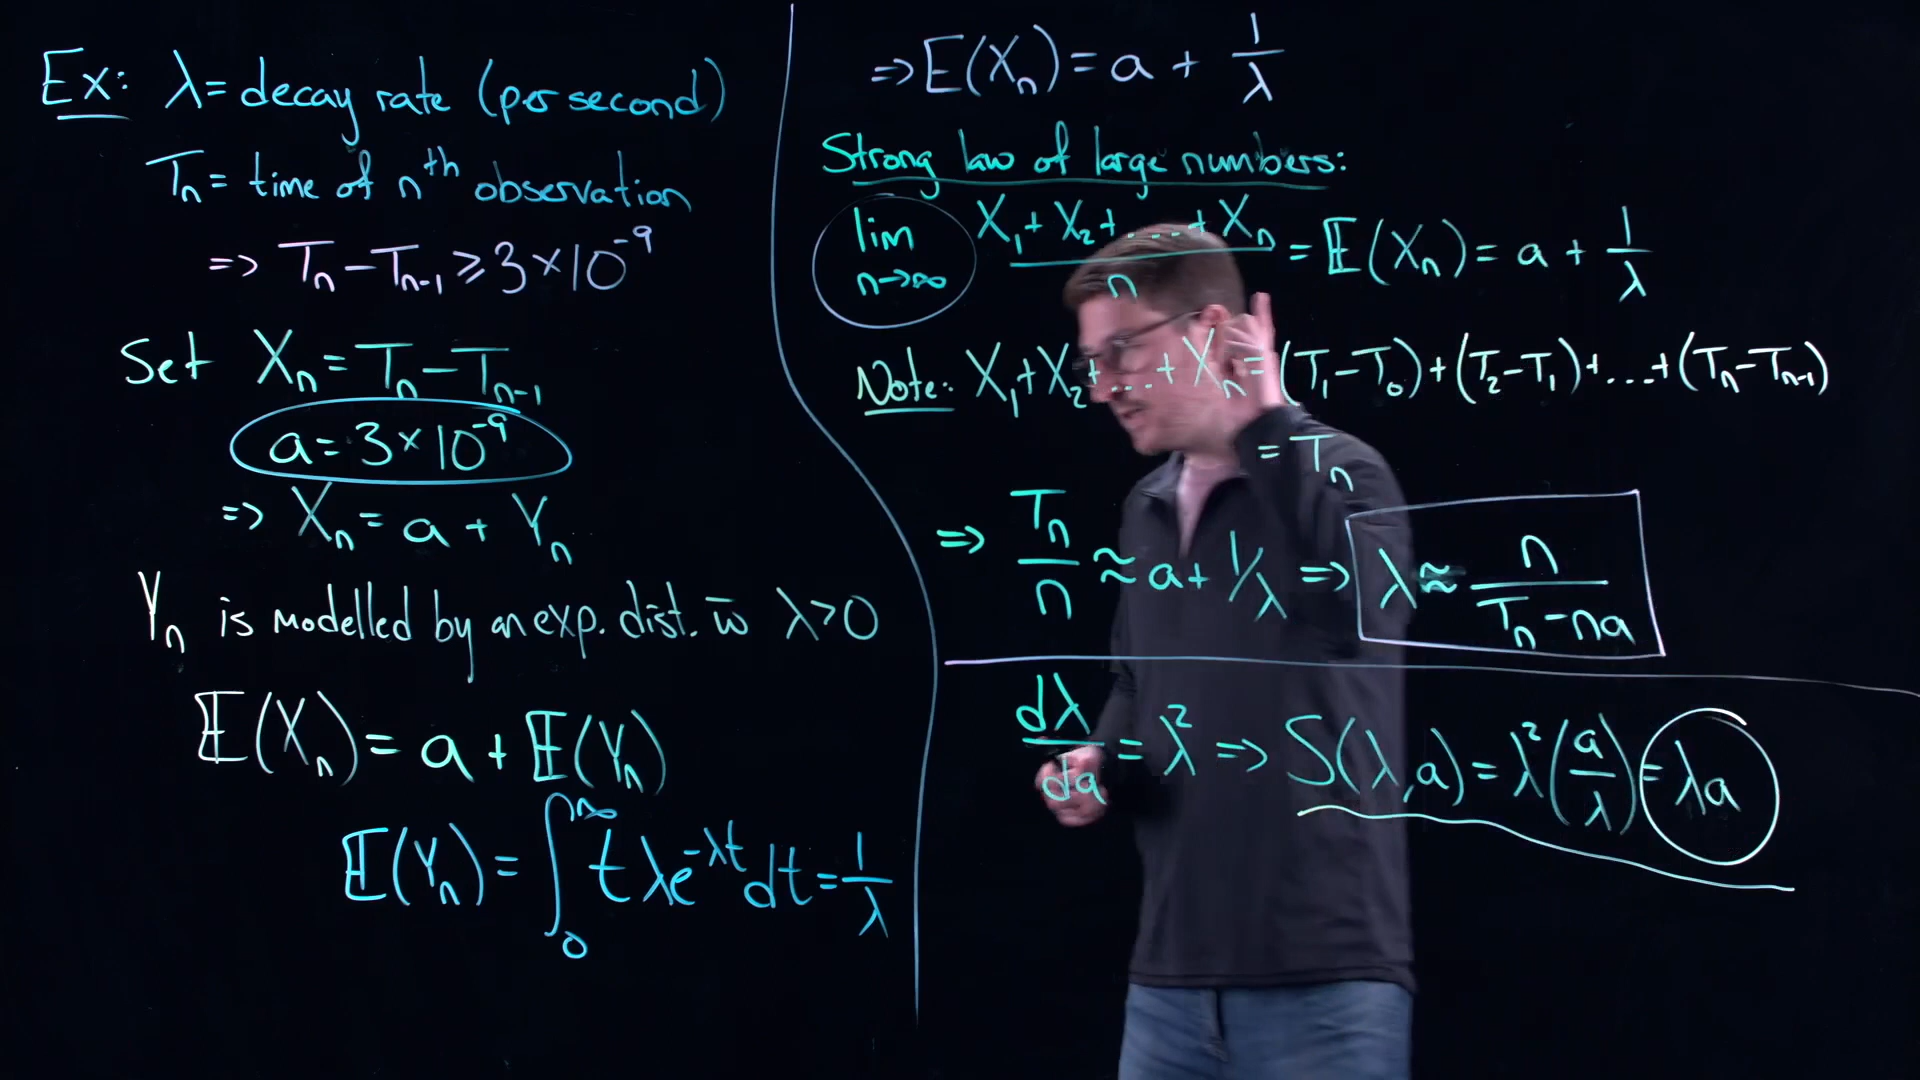 Ex: λ = decay rate (per second)
Tₙ = time of nᵗʰ observation
⇒ Tₙ − Tₙ₋₁ ⩾ 3 × 10⁻⁹
Set Xₙ = Tₙ − Tₙ₋₁
a = 3 × 10⁻⁹
⇒ Xₙ = a + Yₙ
Yₙ is modelled by an exp. dist. w̄ λ > 0
𝔼(Xₙ) = a + 𝔼(Yₙ)
𝔼(Yₙ) = ∫₀^∞ t λe^(−λt) dt = 1/λ
⇒ 𝔼(Xₙ) = a + 1/λ
Strong law of large numbers:
lim n→∞ (X₁ + X₂ + ... + Xₙ)/n = 𝔼(Xₙ) = a + 1/λ
Note: X₁ + X₂ + ... + Xₙ = (T₁ − T₀) + (T₂ − T₁) + ... + (Tₙ − Tₙ₋₁)
= Tₙ
⇒ Tₙ/n ≈ a + 1/λ ⇒ λ ≈ n/(Tₙ − na)
dλ/da = λ² ⇒ S(λ, a) = λ²(a/λ) = λa